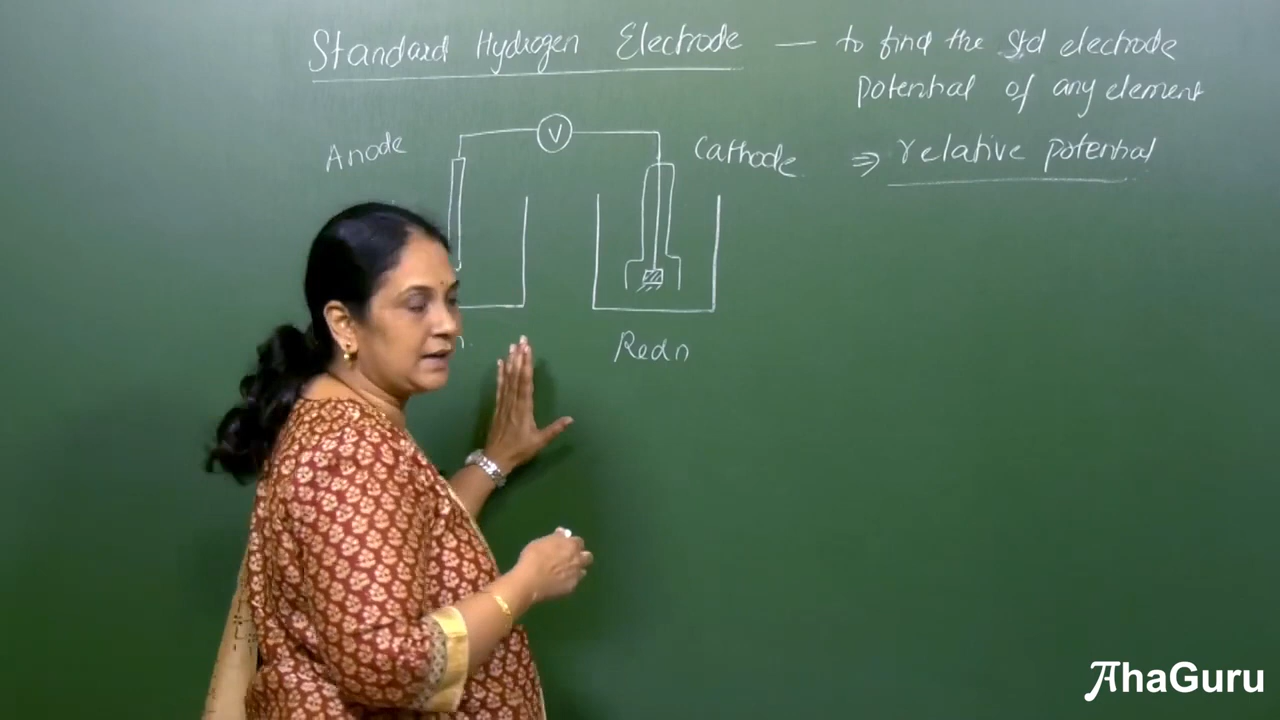 Standard Hydrogen Electrode — to find the Std electrode
potential of any element
Anode
V
Cathode
⇒ relative potential
Redn
AhaGuru